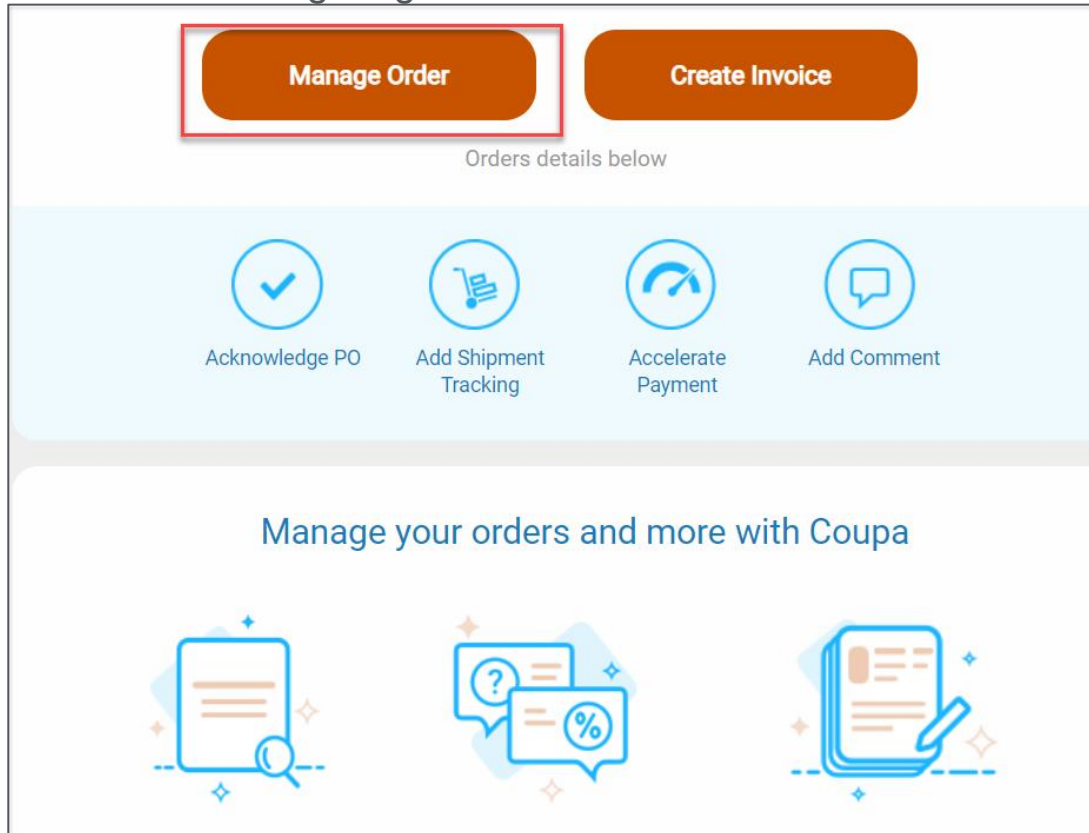 Manage Order
Create Invoice
Orders details below
Acknowledge PO
Add Shipment
Tracking
Accelerate
Payment
Add Comment
Manage your orders and more with Coupa
?
%